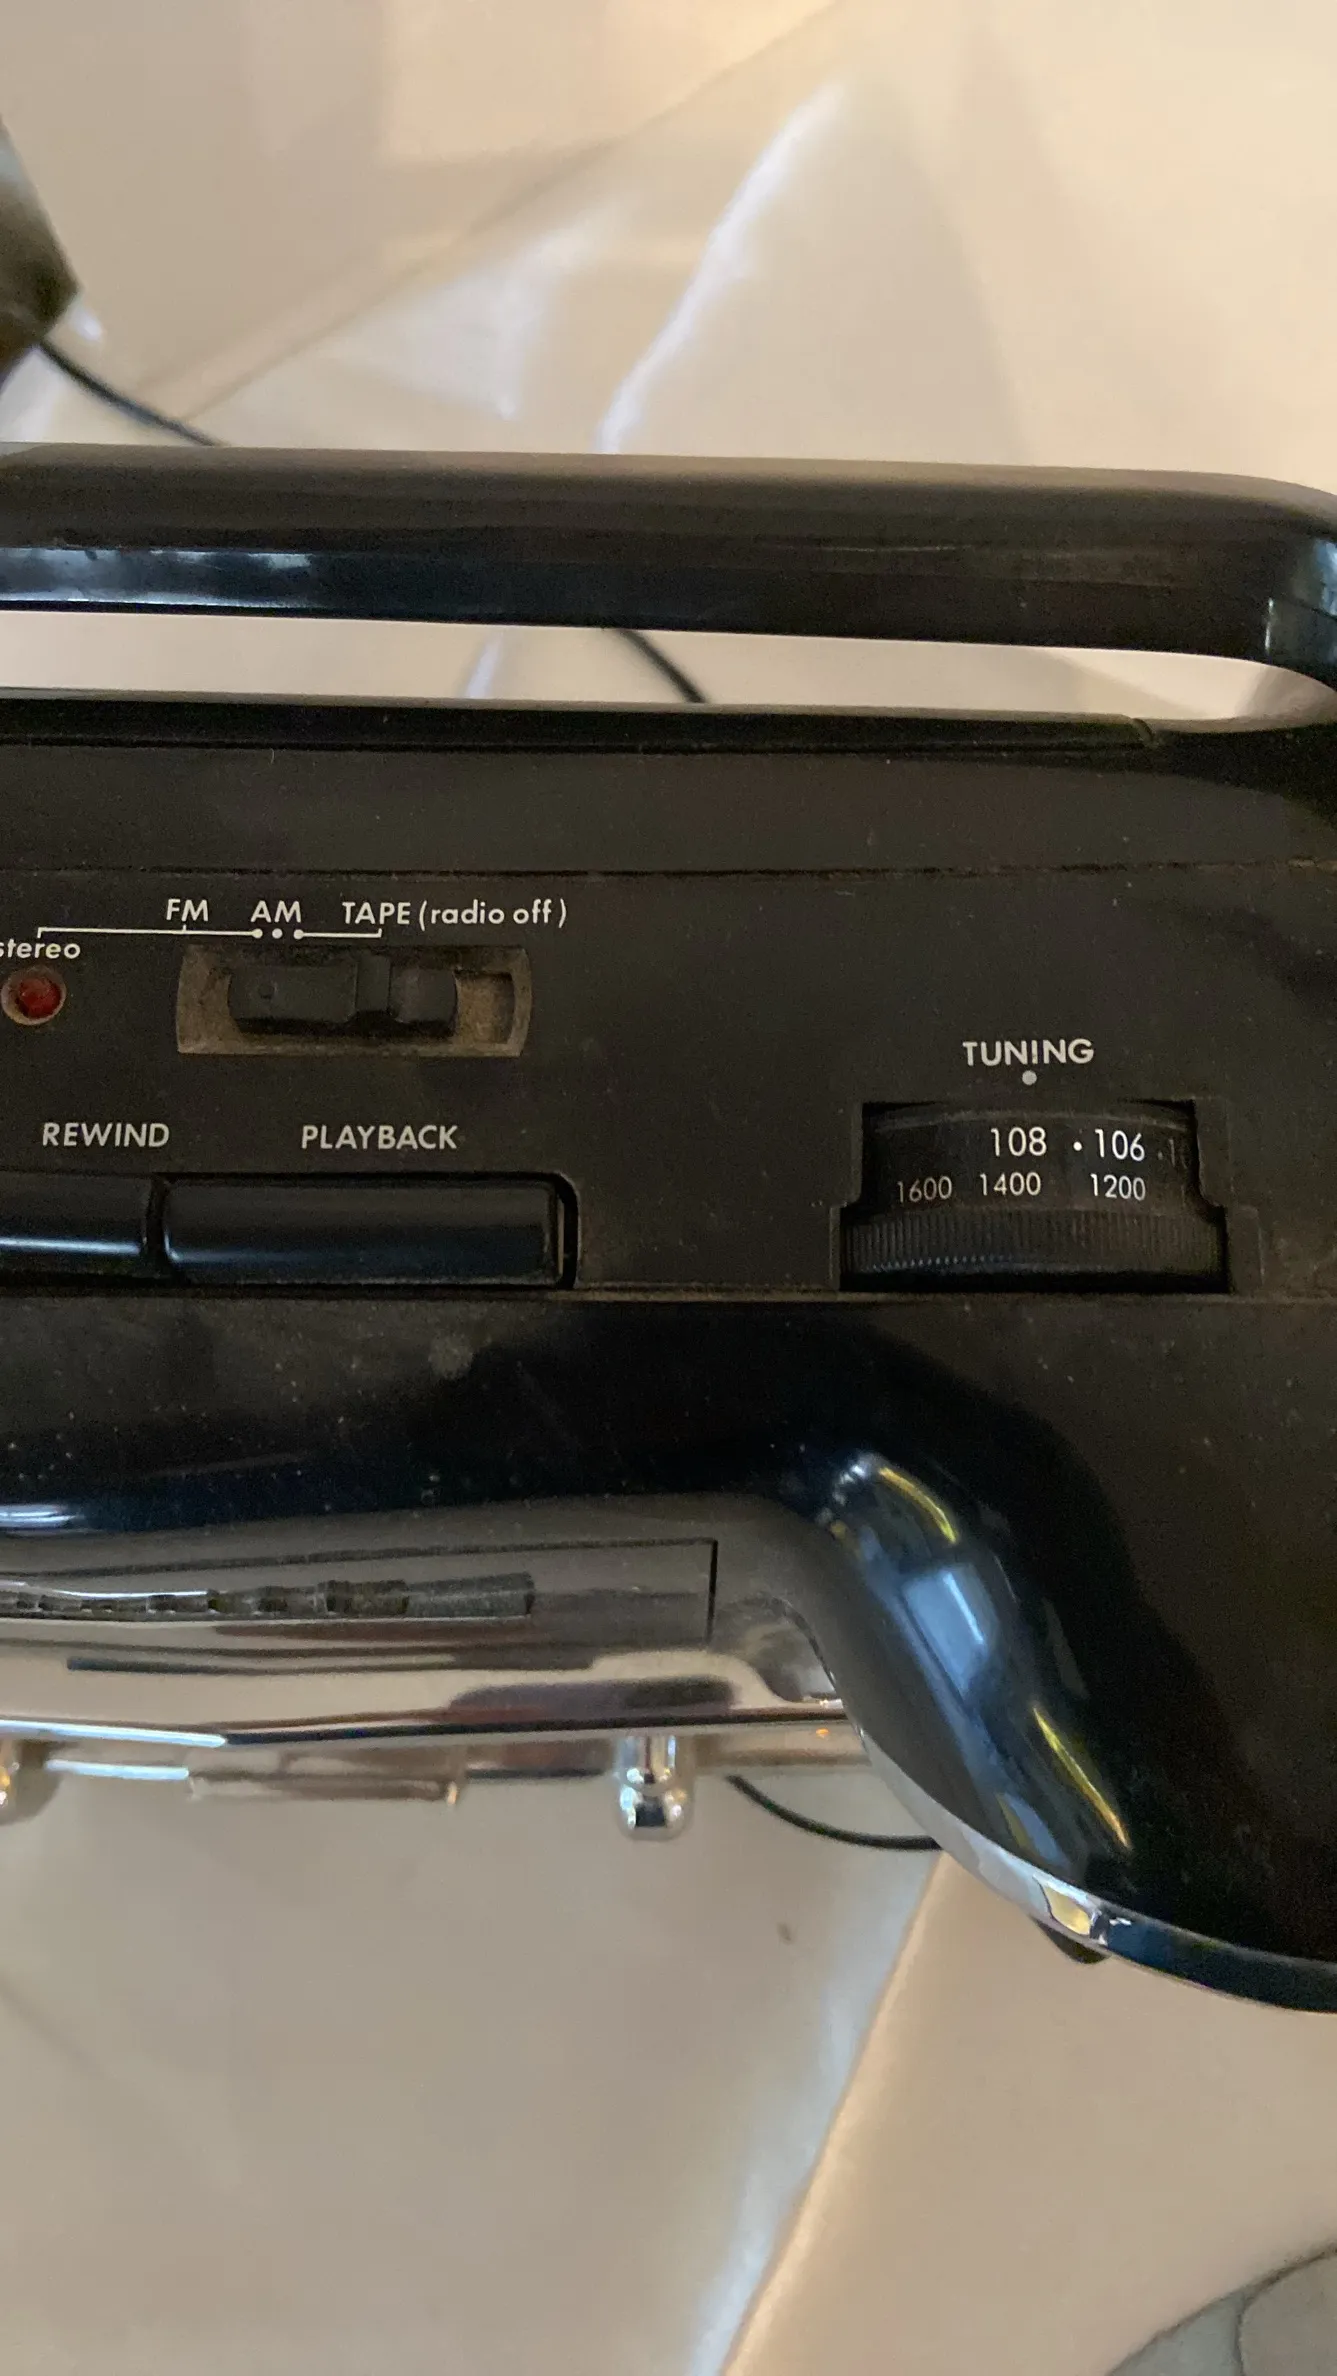 FM AM TAPE (radio off)
stereo
TUNING
REWIND PLAYBACK
108 • 106
1600 1400 1200